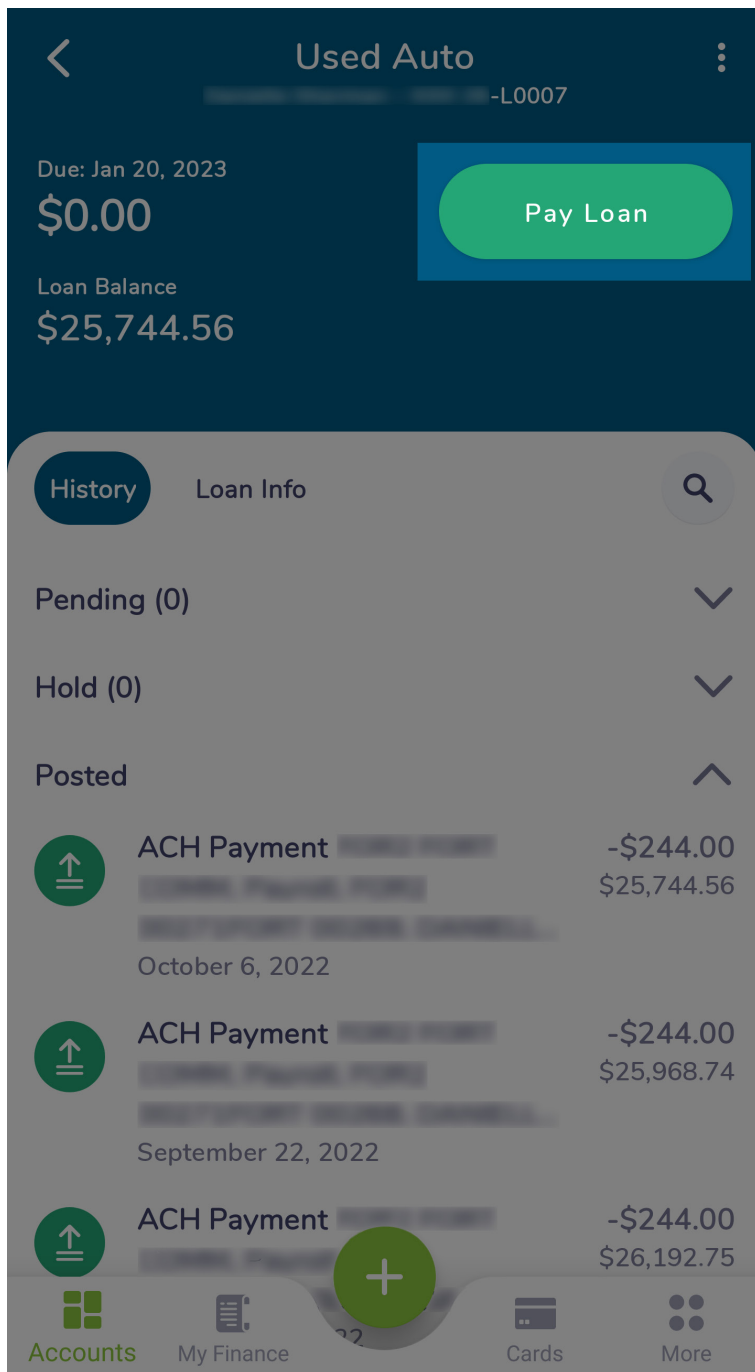 Used Auto
-L0007
Due: Jan 20, 2023
$0.00
Pay Loan
Loan Balance
$25,744.56
History
Loan Info
Pending (0)
Hold (0)
Posted
ACH Payment
-$244.00
$25,744.56
October 6, 2022
ACH Payment
-$244.00
$25,968.74
September 22, 2022
ACH Payment
-$244.00
$26,192.75
Accounts
My Finance
Cards
More